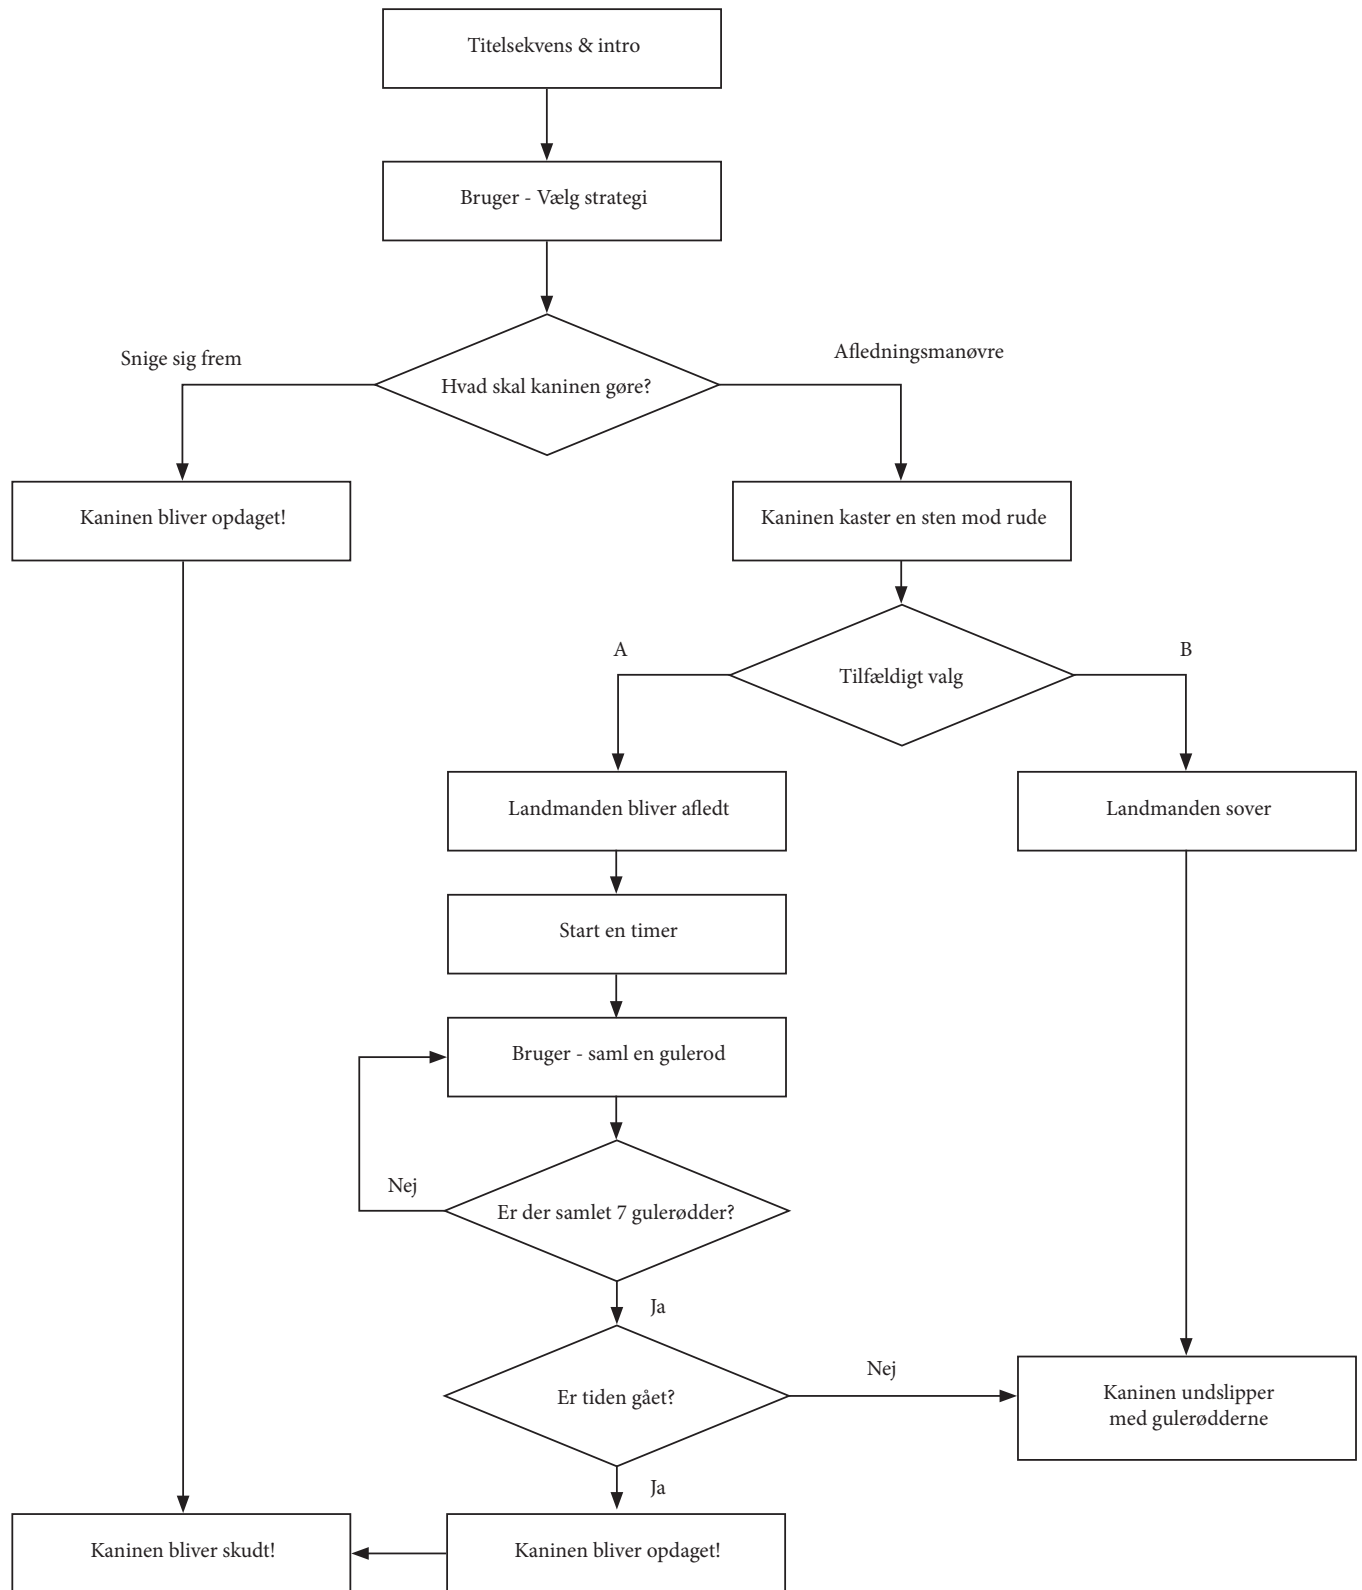 Titelsekvens & intro
Bruger - Vælg strategi
Snige sig frem
Afledningsmanøvre
Hvad skal kaninen gøre?
Kaninen bliver opdaget!
Kaninen kaster en sten mod rude
A
B
Tilfældigt valg
Landmanden bliver afledt
Landmanden sover
Start en timer
Bruger - saml en gulerod
Nej
Er der samlet 7 gulerødder?
Ja
Er tiden gået?
Nej
Kaninen undslipper
med gulerødderne
Ja
Kaninen bliver skudt!
Kaninen bliver opdaget!